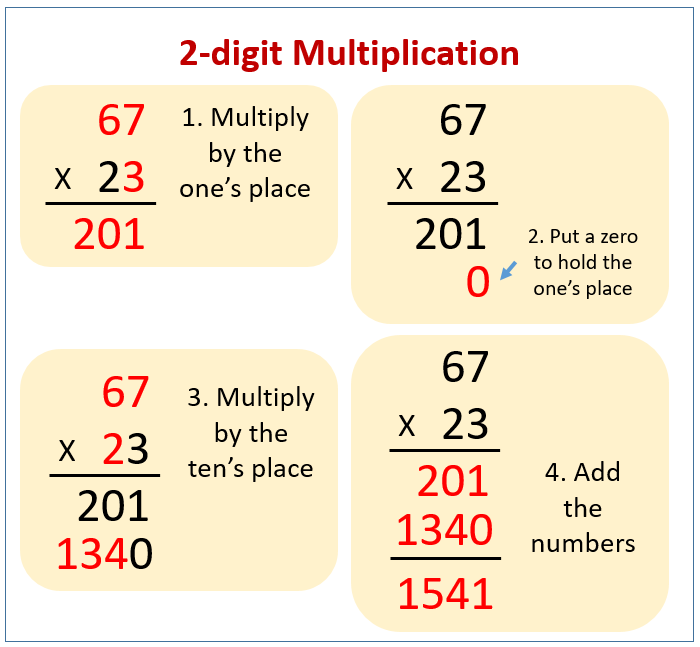 2-digit Multiplication
67
x 23
201
1. Multiply
by the
one’s place
67
x 23
201
0
2. Put a zero
to hold the
one’s place
67
x 23
201
1340
3. Multiply
by the
ten’s place
67
x 23
201
1340
1541
4. Add
the
numbers